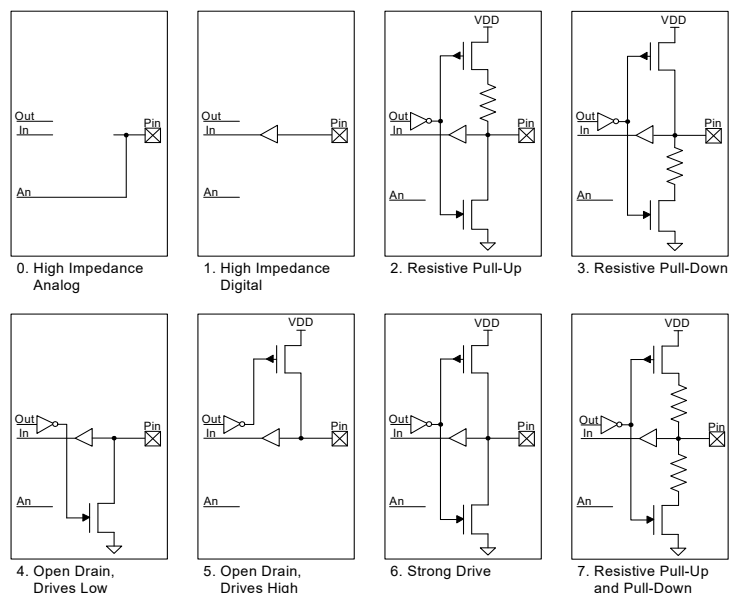 VDD
VDD
Out
In
Pin
An
Pin
In
An
Out
In
Pin
An
Out
In
Pin
An
0. High Impedance
Analog
1. High Impedance
Digital
2. Resistive Pull-Up
3. Resistive Pull-Down
VDD
VDD
VDD
Out
In
Pin
An
Out
In
Pin
An
Out
In
Pin
An
Out
In
Pin
An
4. Open Drain,
Drives Low
5. Open Drain,
Drives High
6. Strong Drive
7. Resistive Pull-Up
and Pull-Down